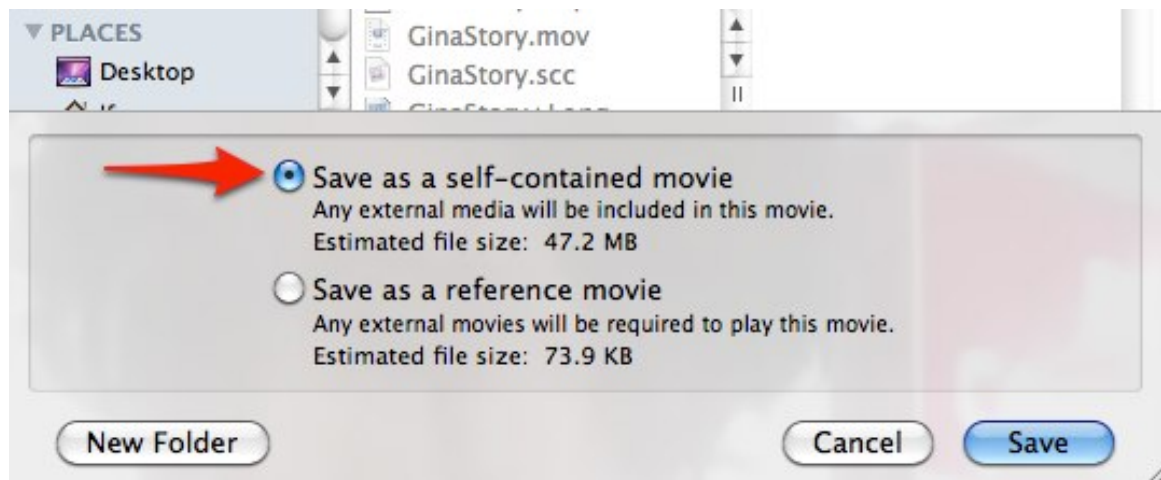 PLACES
Desktop
GinaStory.mov
GinaStory.scc
Save as a self-contained movie
Any external media will be included in this movie.
Estimated file size: 47.2 MB
Save as a reference movie
Any external movies will be required to play this movie.
Estimated file size: 73.9 KB
New Folder
Cancel
Save